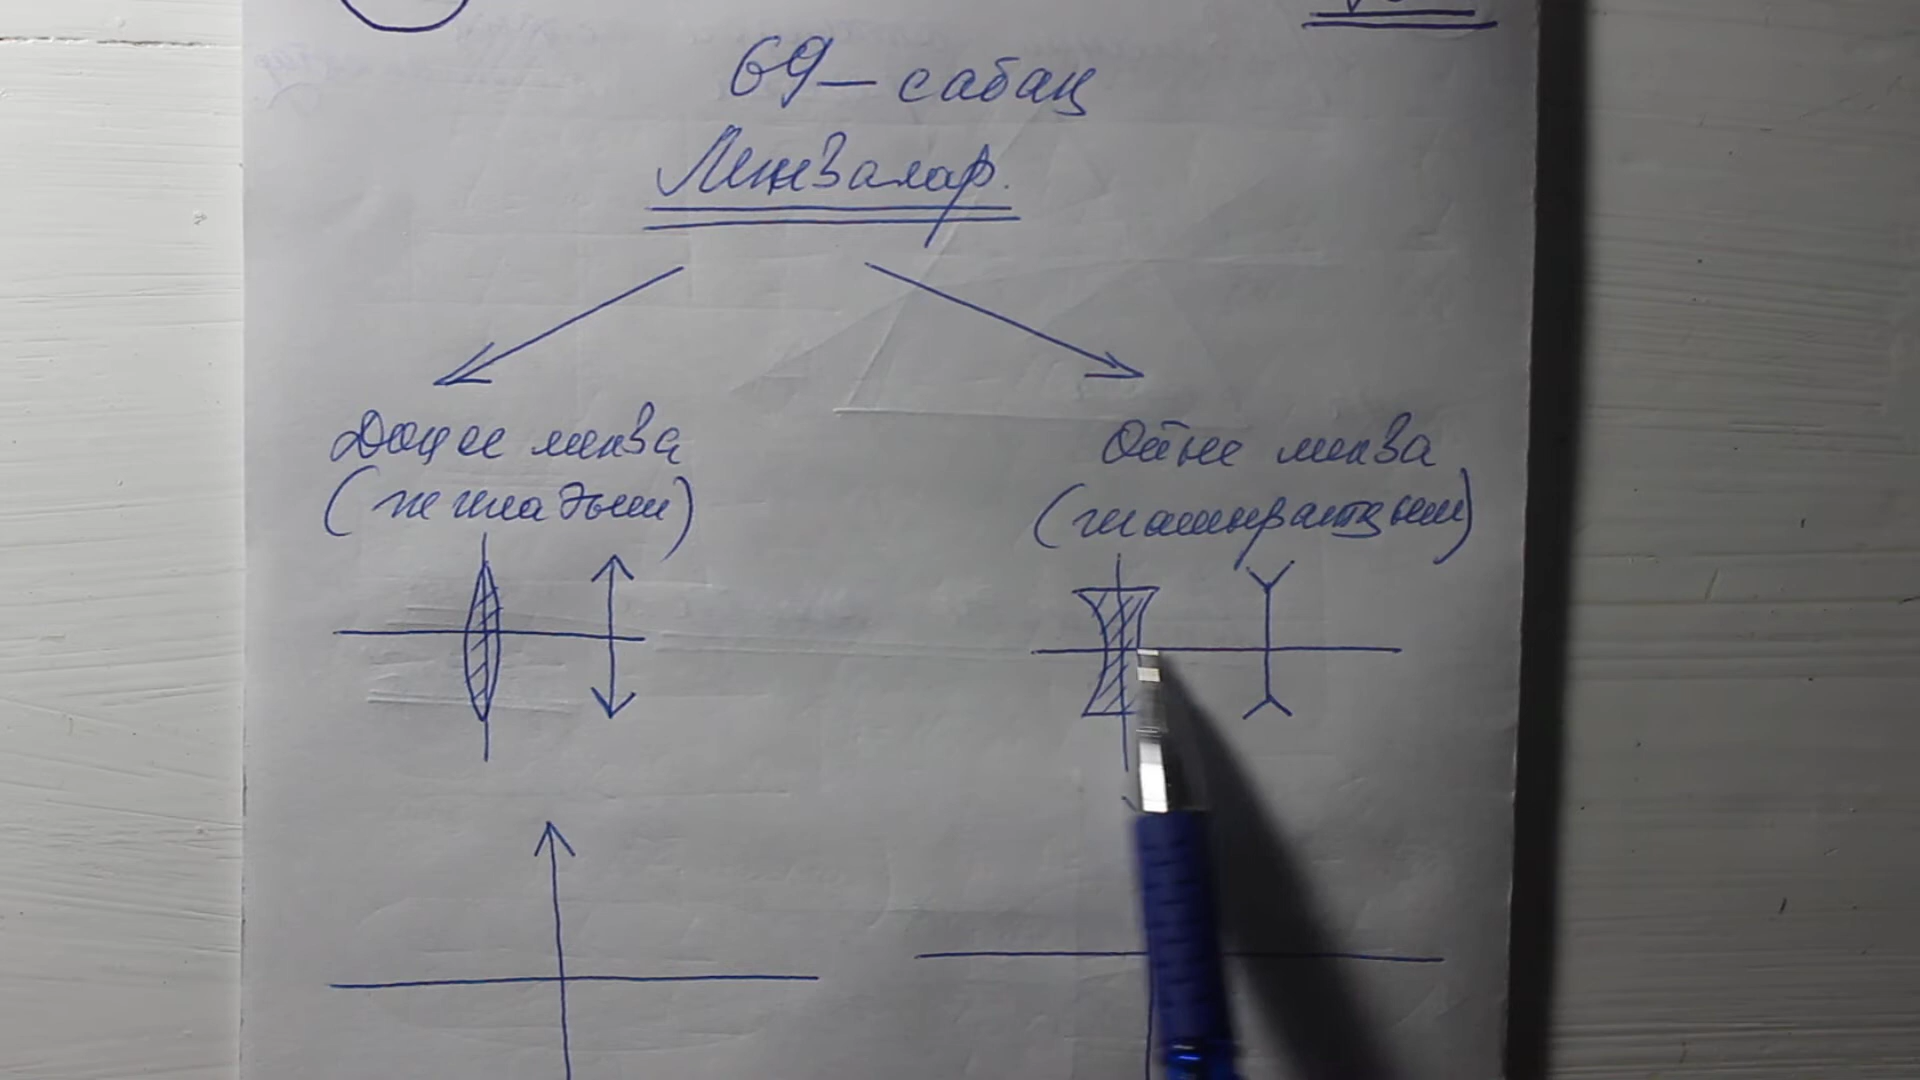 69 – сабақ
Линзалар.
Дөңес линза
Ойыс линза
(жинағыш)
(шашыратқыш)